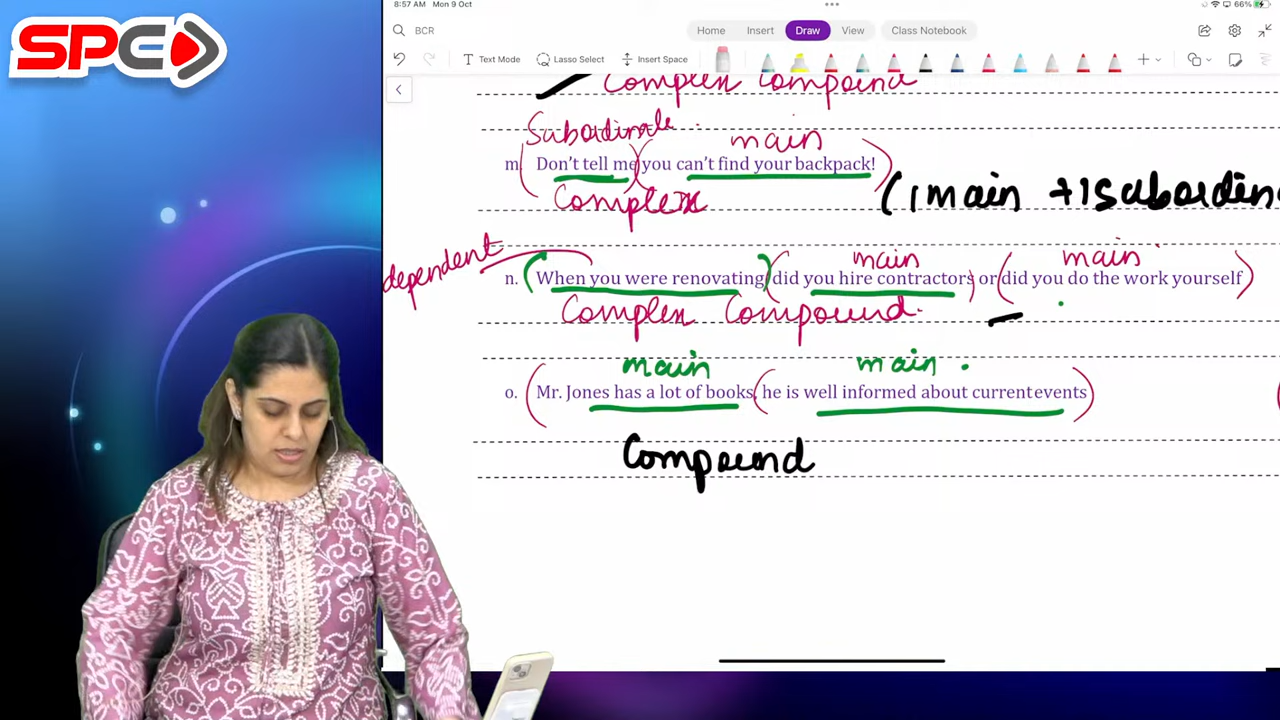 SPC
8:57 AM Mon 9 Oct
66%
BCR
Home Insert Draw View Class Notebook
Text Mode Lasso Select Insert Space
Complex Compound
Subordinate main
m. Don't tell me you can't find your backpack!
Complex (1 main + 1 Subordin
dependent main main
n. When you were renovating, did you hire contractors or did you do the work yourself
Complex Compound.
main main
o. Mr. Jones has a lot of books, he is well informed about current events
Compound